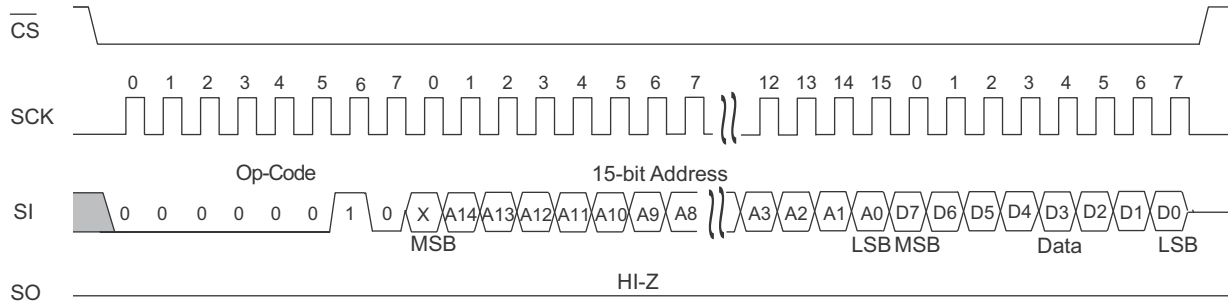 CS
0 1 2 3 4 5 6 7 0 1 2 3 4 5 6 7 12 13 14 15 0 1 2 3 4 5 6 7
SCK
Op-Code 15-bit Address
SI 0 0 0 0 0 0 1 0 X A14 A13 A12 A11 A10 A9 A8 A3 A2 A1 A0 D7 D6 D5 D4 D3 D2 D1 D0
MSB LSB MSB Data LSB
HI-Z
SO